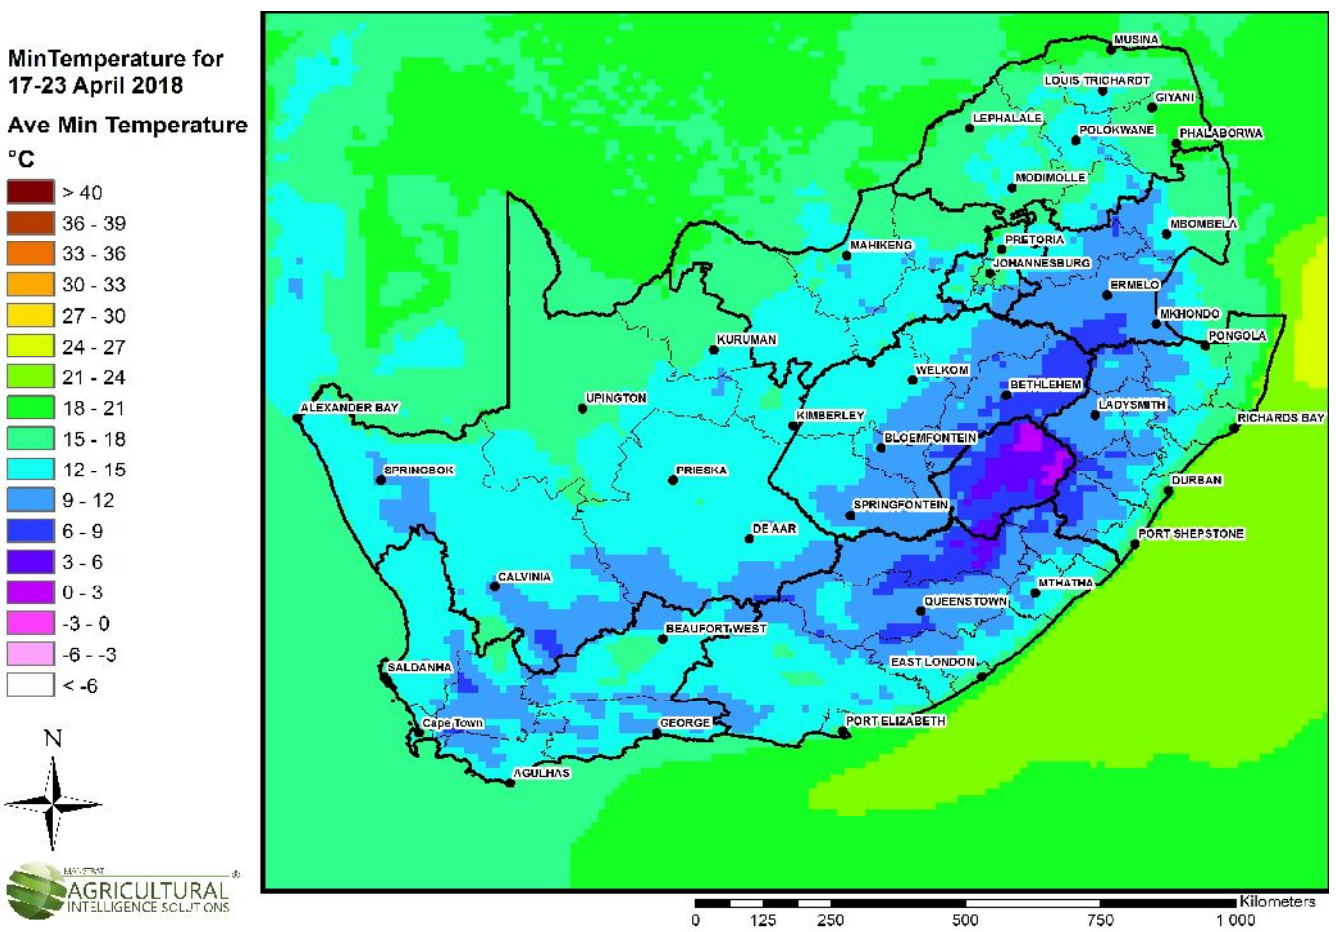 MinTemperature for
17-23 April 2018
Ave Min Temperature
°C
> 40
36 - 39
33 - 36
30 - 33
27 - 30
24 - 27
21 - 24
18 - 21
15 - 18
12 - 15
9 - 12
6 - 9
3 - 6
0 - 3
-3 - 0
-6 - -3
< -6
N
AGRICULTURAL
INTELLIGENCE SOLUTIONS
MUSINA
LOUIS TRICHARDT
GIYANI
LEPHALALE
POLOKWANE
PHALABORWA
MODIMOLLE
MBOMBELA
PRETORIA
MAHIKENG
JOHANNESBURG
ERMELO
MKHONDO
PONGOLA
KURUMAN
WELKOM
BETHLEHEM
UPINGTON
ALEXANDER BAY
KIMBERLEY
LADYSMITH
RICHARDS BAY
BLOEMFONTEIN
SPRINGBOK
PRIESKA
DURBAN
SPRINGFONTEIN
DE AAR
PORT SHEPSTONE
CALVINIA
MTHATHA
QUEENSTOWN
BEAUFORT WEST
EAST LONDON
SALDANHA
Cape Town
GEORGE
PORT ELIZABETH
AGULHAS
Kilometers
0 125 250 500 750 1 000